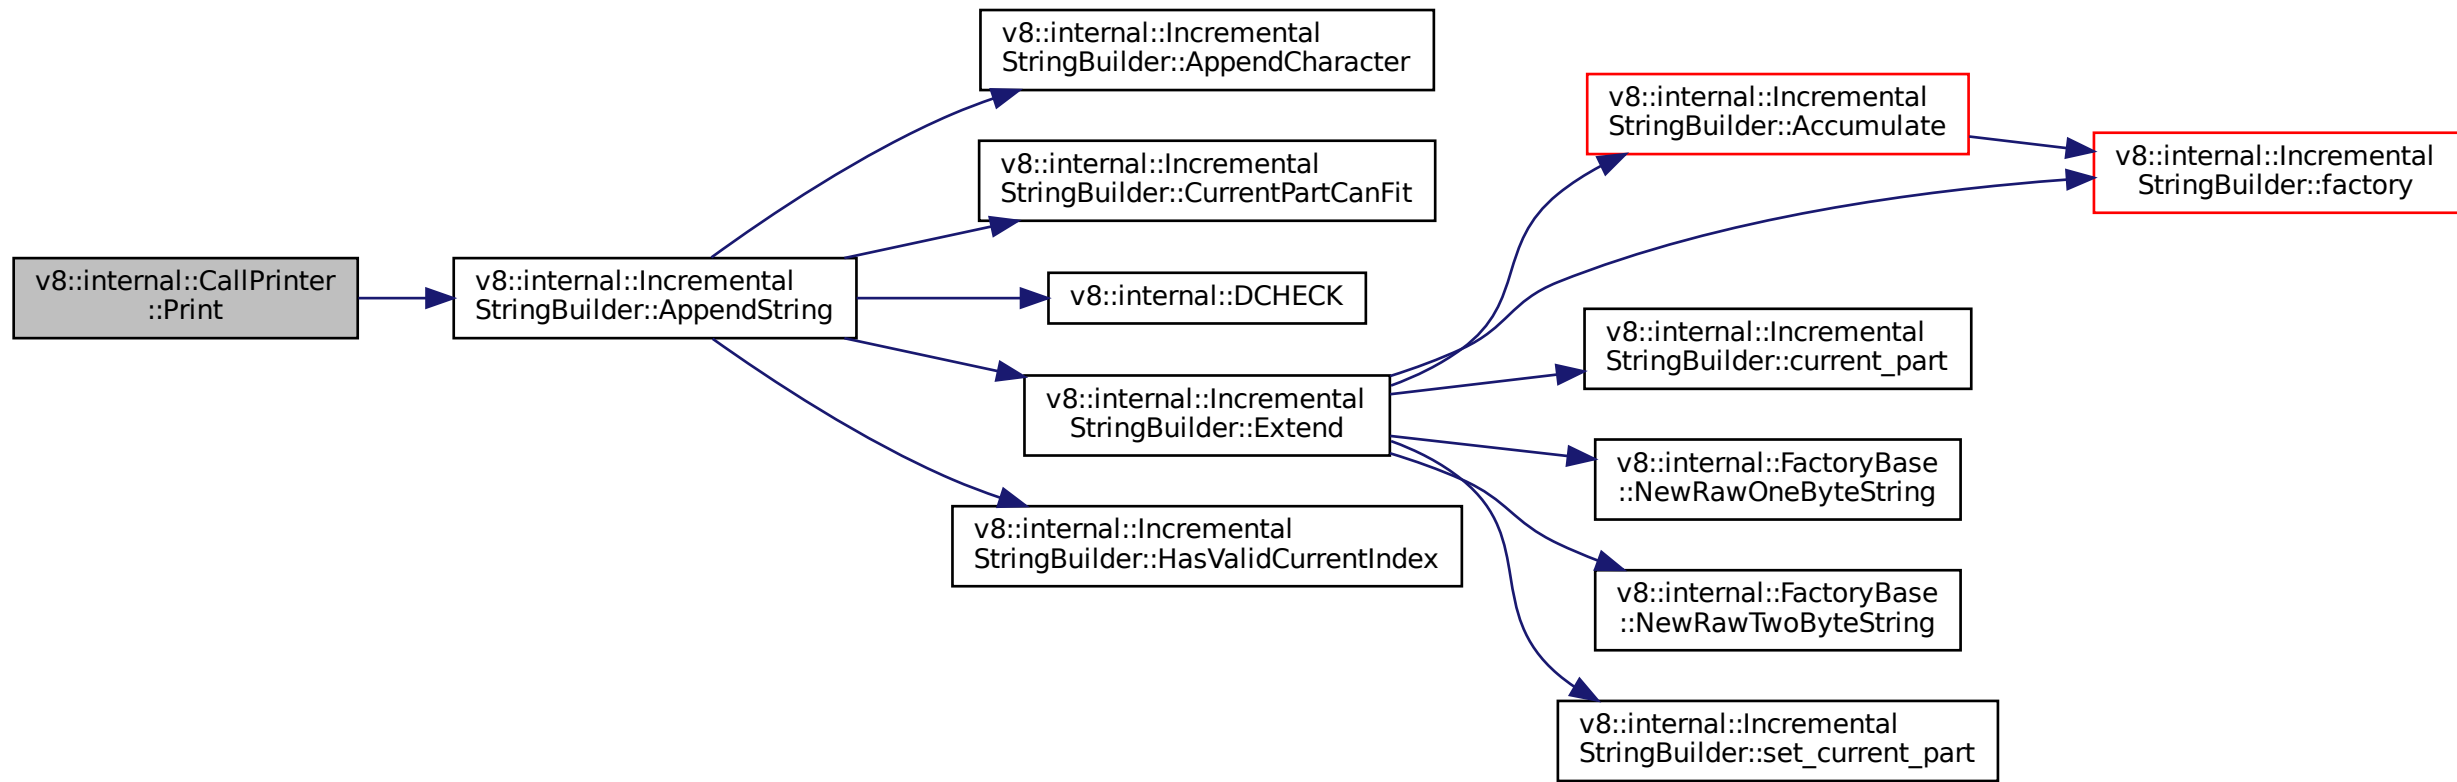 v8::internal::CallPrinter
::Print
v8::internal::Incremental
StringBuilder::AppendString
v8::internal::Incremental
StringBuilder::AppendCharacter
v8::internal::Incremental
StringBuilder::CurrentPartCanFit
v8::internal::DCHECK
v8::internal::Incremental
StringBuilder::Extend
v8::internal::Incremental
StringBuilder::HasValidCurrentIndex
v8::internal::Incremental
StringBuilder::Accumulate
v8::internal::Incremental
StringBuilder::factory
v8::internal::Incremental
StringBuilder::current_part
v8::internal::FactoryBase
::NewRawOneByteString
v8::internal::FactoryBase
::NewRawTwoByteString
v8::internal::Incremental
StringBuilder::set_current_part